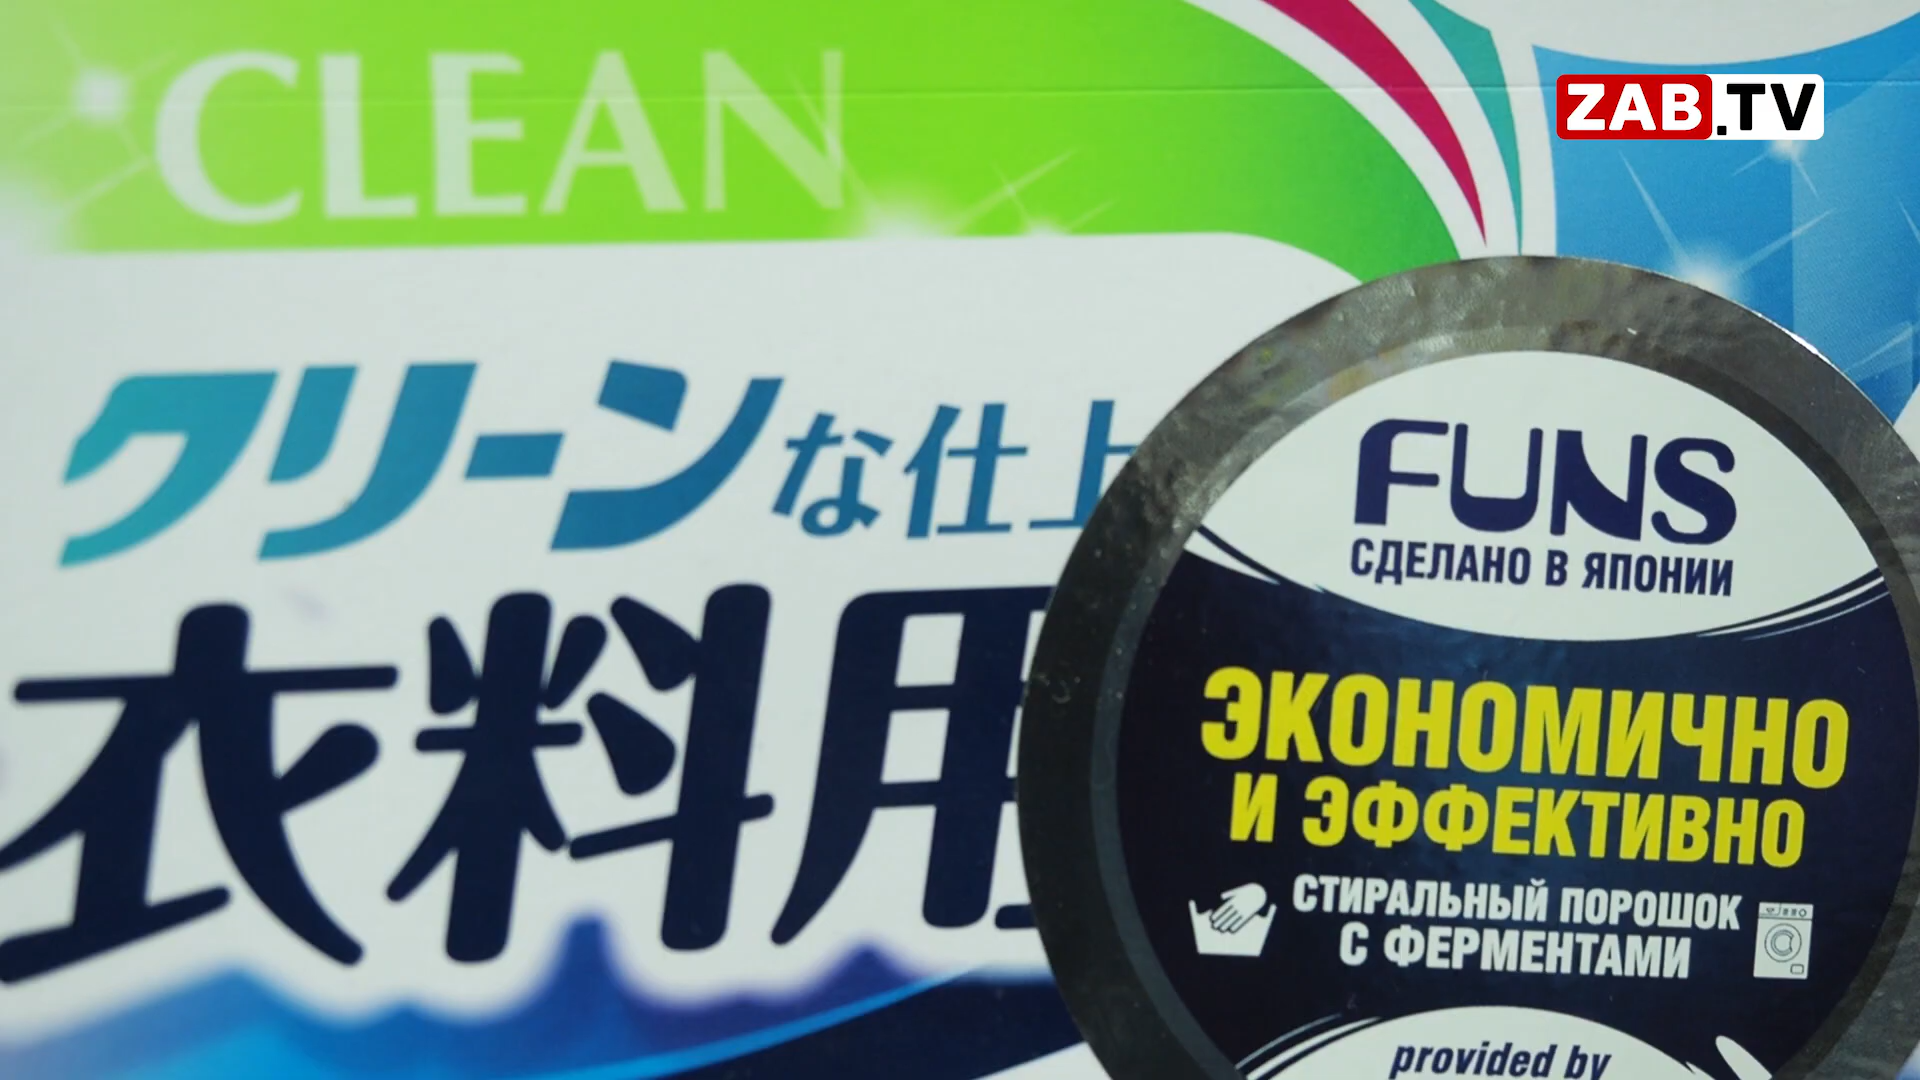 CLEAN
ZAB.TV
クリーンな仕上
衣料用
FUNS
СДЕЛАНО В ЯПОНИИ
ЭКОНОМИЧНО
И ЭФФЕКТИВНО
СТИРАЛЬНЫЙ ПОРОШОК
С ФЕРМЕНТАМИ
provided by